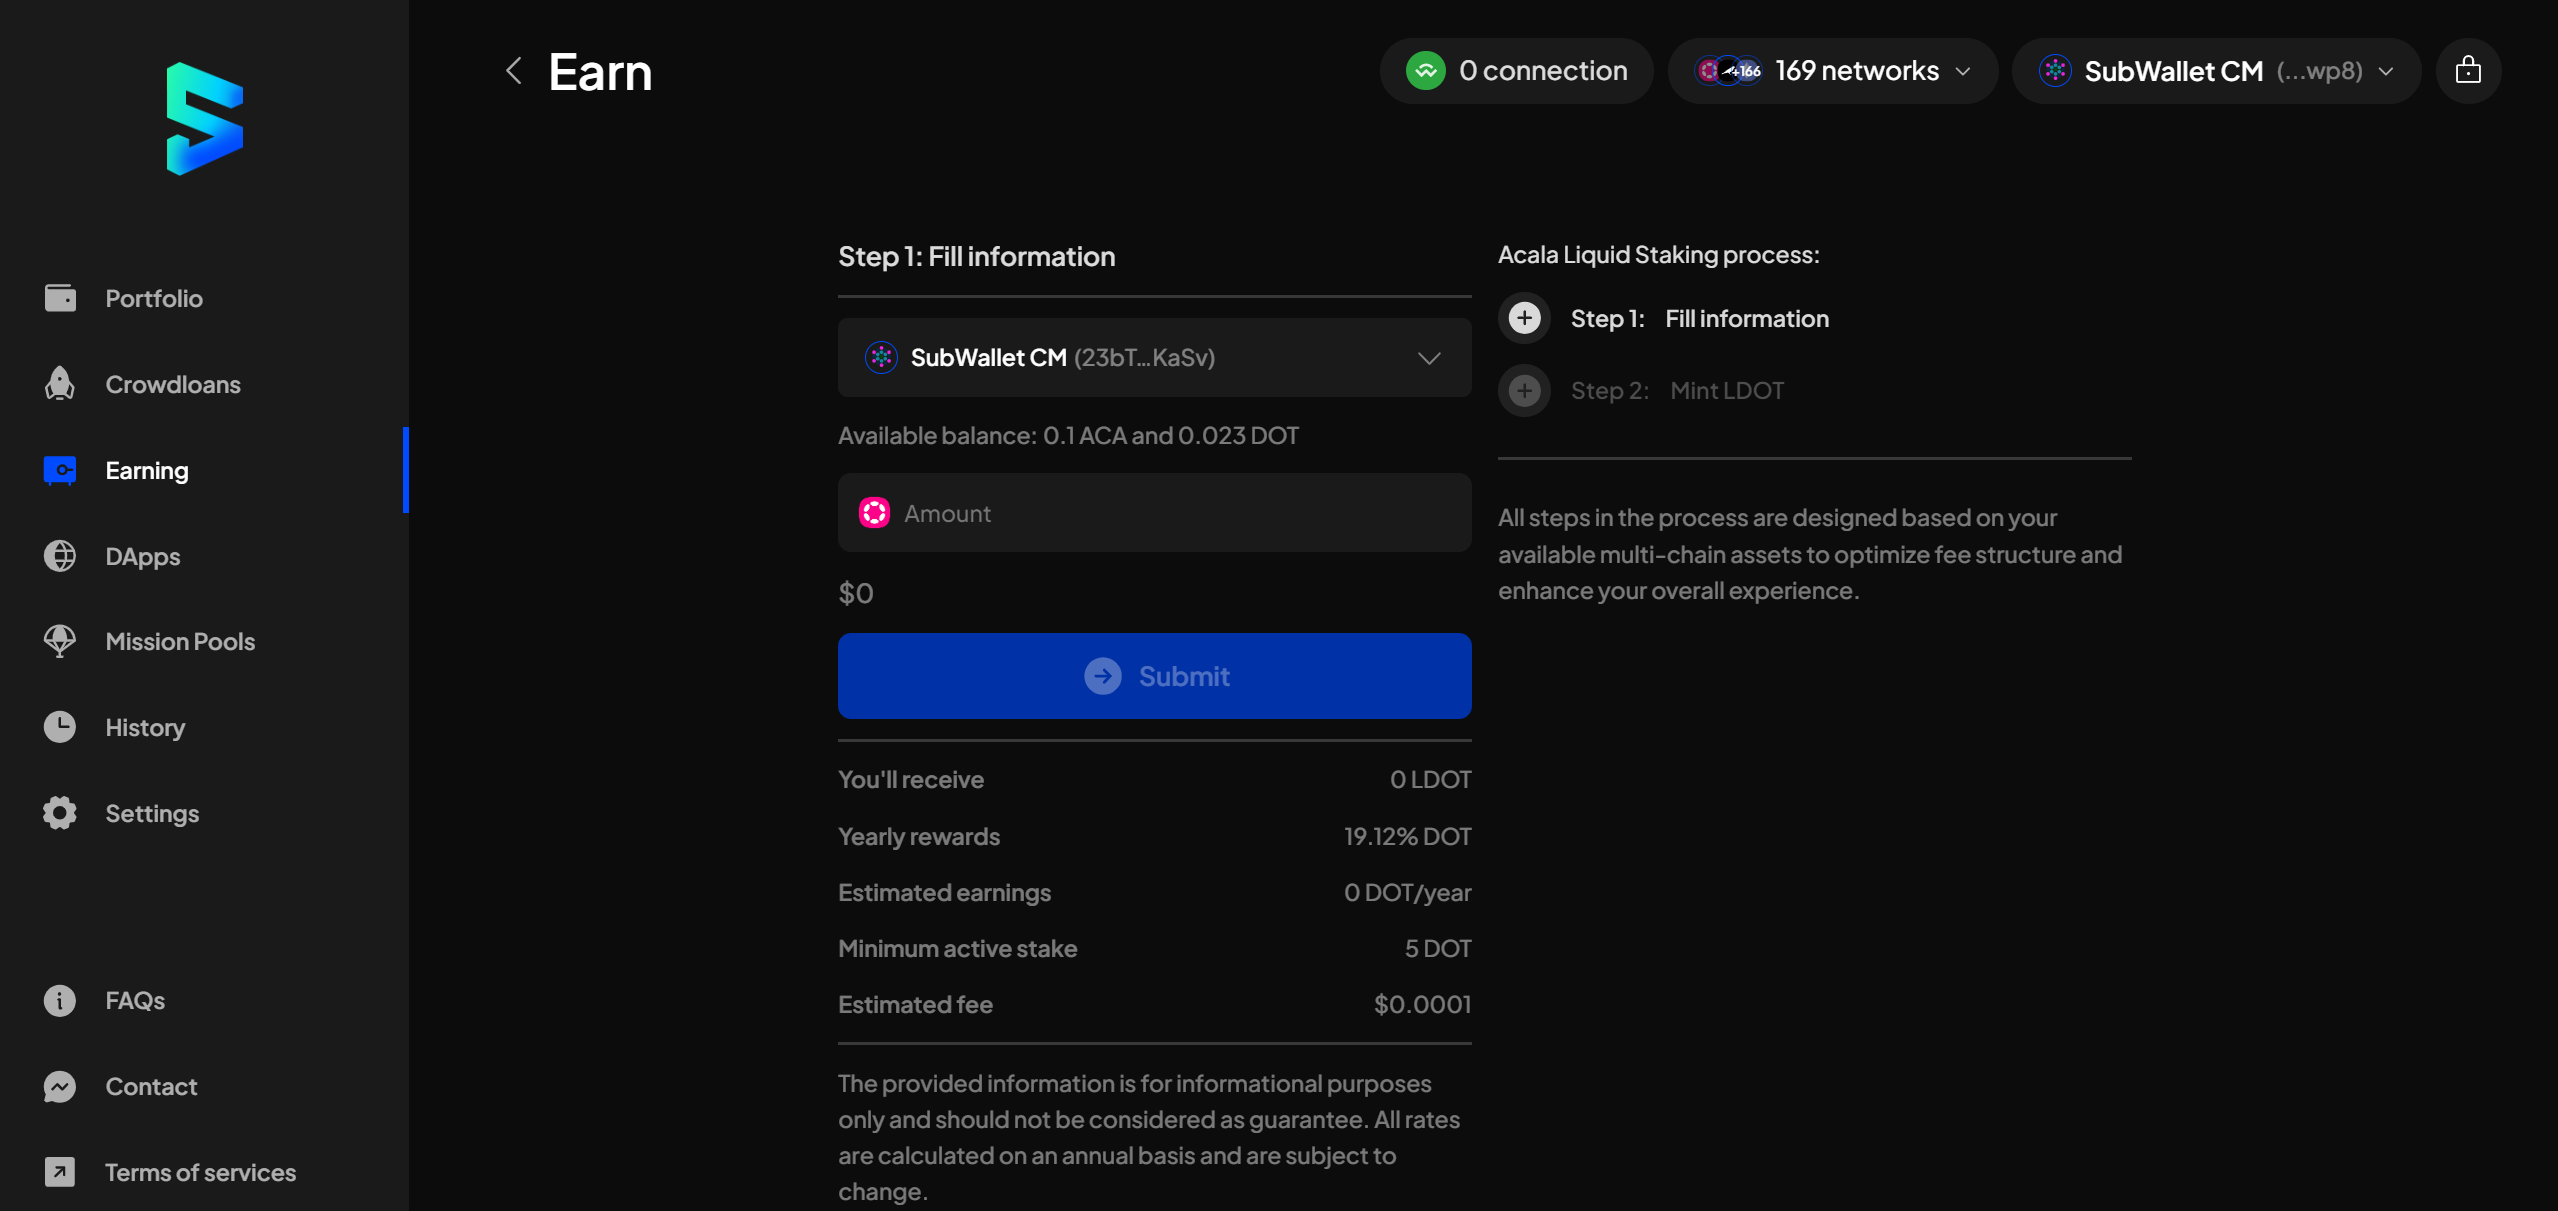 Earn
0 connection
+166 169 networks
SubWallet CM (...wp8)
Portfolio
Crowdloans
Earning
DApps
Mission Pools
History
Settings
FAQs
Contact
Terms of services
Step 1: Fill information
SubWallet CM (23bT...KaSv)
Available balance: 0.1 ACA and 0.023 DOT
Amount
$0
Submit
You'll receive 0 LDOT
Yearly rewards 19.12% DOT
Estimated earnings 0 DOT/year
Minimum active stake 5 DOT
Estimated fee $0.0001
The provided information is for informational purposes
only and should not be considered as guarantee. All rates
are calculated on an annual basis and are subject to
change.
Acala Liquid Staking process:
Step 1: Fill information
Step 2: Mint LDOT
All steps in the process are designed based on your
available multi-chain assets to optimize fee structure and
enhance your overall experience.